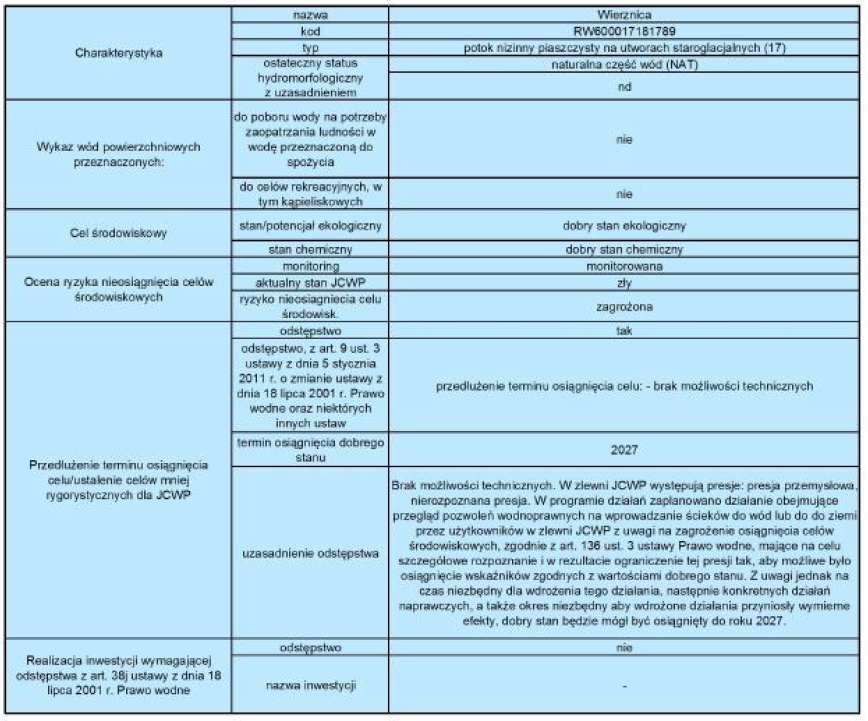 Charakterystyka
nazwa
Wierznica
kod
RW600017181789
typ
potok nizinny piaszczysty na utworach staroglacjalnych (17)
ostateczny status
hydromorfologiczny
z uzasadnieniem
naturalna część wód (NAT)
nd
Wykaz wód powierzchniowych
przeznaczonych:
do poboru wody na potrzeby
zaopatrzania ludności w
wodę przeznaczoną do
spożycia
nie
do celów rekreacyjnych, w
tym kąpieliskowych
nie
Cel środowiskowy
stan/potencjał ekologiczny
dobry stan ekologiczny
stan chemiczny
dobry stan chemiczny
Ocena ryzyka nieosiągnięcia celów
środowiskowych
monitoring
monitorowana
aktualny stan JCWP
zły
ryzyko nieosiagniecia celu
środowisk.
zagrożona
Przedłużenie terminu osiągnięcia
celu/ustalenie celów mniej
rygorystycznych dla JCWP
odstępstwo
tak
odstępstwo, z art. 9 ust. 3
ustawy z dnia 5 stycznia
2011 r. o zmianie ustawy z
dnia 18 lipca 2001 r. Prawo
wodne oraz niektórych
innych ustaw
przedłużenie terminu osiągnięcia celu: - brak możliwości technicznych
termin osiągnięcia dobrego
stanu
2027
uzasadnienie odstępstwa
Brak możliwości technicznych. W zlewni JCWP występują presje: presja przemysłowa,
nierozpoznana presja. W programie działań zaplanowano działanie obejmujące
przegląd pozwoleń wodnoprawnych na wprowadzanie ścieków do wód lub do do ziemi
przez użytkowników w zlewni JCWP z uwagi na zagrożenie osiągnięcia celów
środowiskowych, zgodnie z art. 136 ust. 3 ustawy Prawo wodne, mające na celu
szczegółowe rozpoznanie i w rezultacie ograniczenie tej presji tak, aby możliwe było
osiągnięcie wskaźników zgodnych z wartościami dobrego stanu. Z uwagi jednak na
czas niezbędny dla wdrożenia tego działania, następnie konkretnych działań
naprawczych, a także okres niezbędny aby wdrożone działania przyniosły wymierne
efekty, dobry stan będzie mógł być osiągnięty do roku 2027.
Realizacja inwestycji wymagającej
odstępstwa z art. 38j ustawy z dnia 18
lipca 2001 r. Prawo wodne
odstępstwo
nie
nazwa inwestycji
-